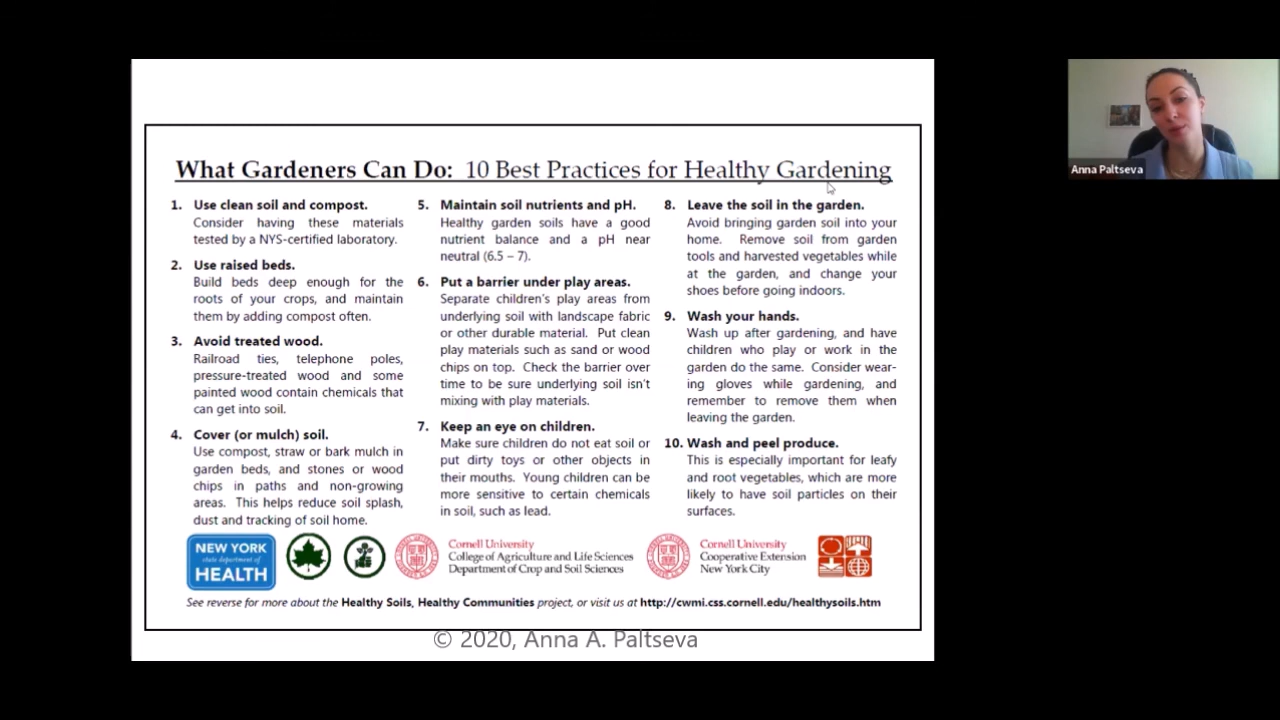 What Gardeners Can Do: 10 Best Practices for Healthy Gardening
1. Use clean soil and compost.
Consider having these materials
tested by a NYS-certified laboratory.
2. Use raised beds.
Build beds deep enough for the
roots of your crops, and maintain
them by adding compost often.
3. Avoid treated wood.
Railroad ties, telephone poles,
pressure-treated wood and some
painted wood contain chemicals that
can get into soil.
4. Cover (or mulch) soil.
Use compost, straw or bark mulch in
garden beds, and stones or wood
chips in paths and non-growing
areas. This helps reduce soil splash,
dust and tracking of soil home.
5. Maintain soil nutrients and pH.
Healthy garden soils have a good
nutrient balance and a pH near
neutral (6.5 – 7).
6. Put a barrier under play areas.
Separate children's play areas from
underlying soil with landscape fabric
or other durable material. Put clean
play materials such as sand or wood
chips on top. Check the barrier over
time to be sure underlying soil isn't
mixing with play materials.
7. Keep an eye on children.
Make sure children do not eat soil or
put dirty toys or other objects in
their mouths. Young children can be
more sensitive to certain chemicals
in soil, such as lead.
8. Leave the soil in the garden.
Avoid bringing garden soil into your
home. Remove soil from garden
tools and harvested vegetables while
at the garden, and change your
shoes before going indoors.
9. Wash your hands.
Wash up after gardening, and have
children who play or work in the
garden do the same. Consider wear-
ing gloves while gardening, and
remember to remove them when
leaving the garden.
10. Wash and peel produce.
This is especially important for leafy
and root vegetables, which are more
likely to have soil particles on their
surfaces.
NEW YORK
state department of
HEALTH
Cornell University
College of Agriculture and Life Sciences
Department of Crop and Soil Sciences
Cornell University
Cooperative Extension
New York City
See reverse for more about the Healthy Soils, Healthy Communities project, or visit us at http://cwmi.css.cornell.edu/healthysoils.htm
© 2020, Anna A. Paltseva
Anna Paltseva